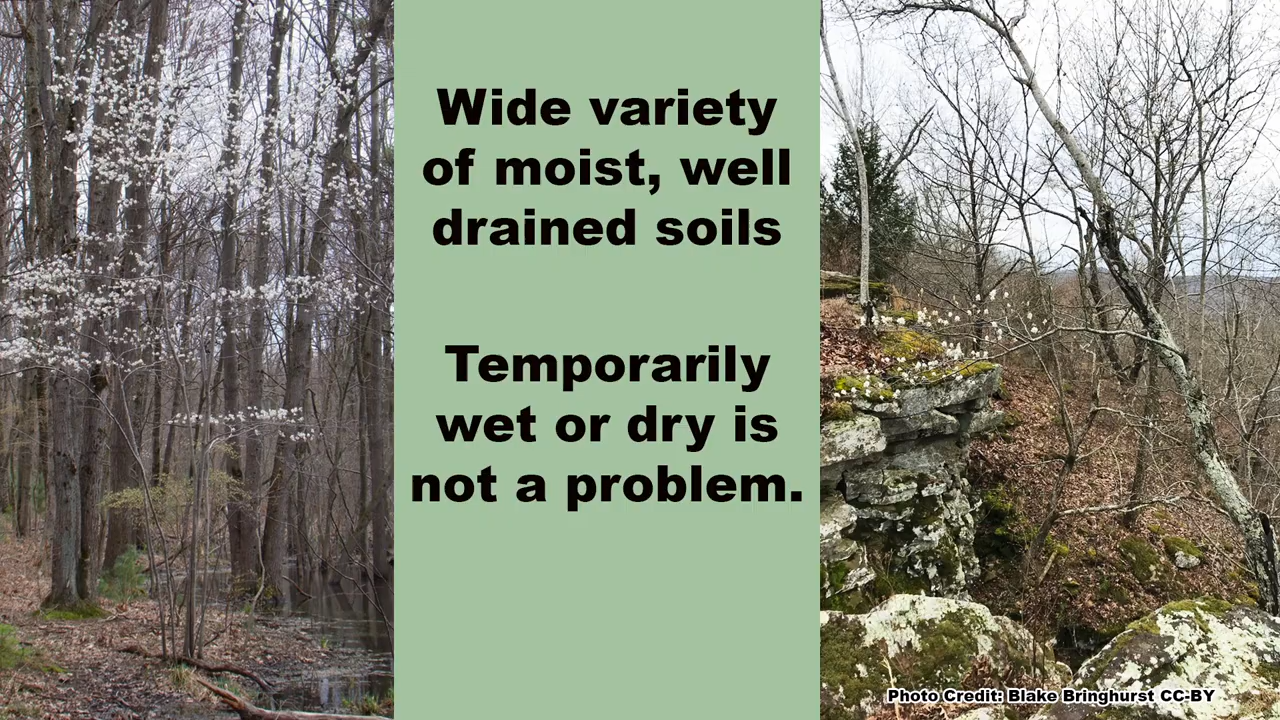 Wide variety
of moist, well
drained soils
Temporarily
wet or dry is
not a problem.
Photo Credit: Blake Bringhurst CC-BY